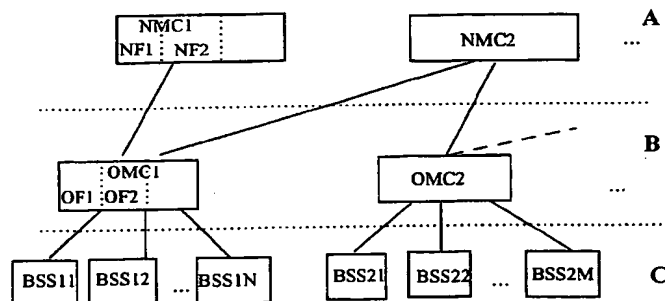 A
NMC1
NF1 NF2
NMC2
...
B
OMC1
OF1 OF2
OMC2
...
BSS11 BSS12 ... BSS1N BSS21 BSS22 ... BSS2M C